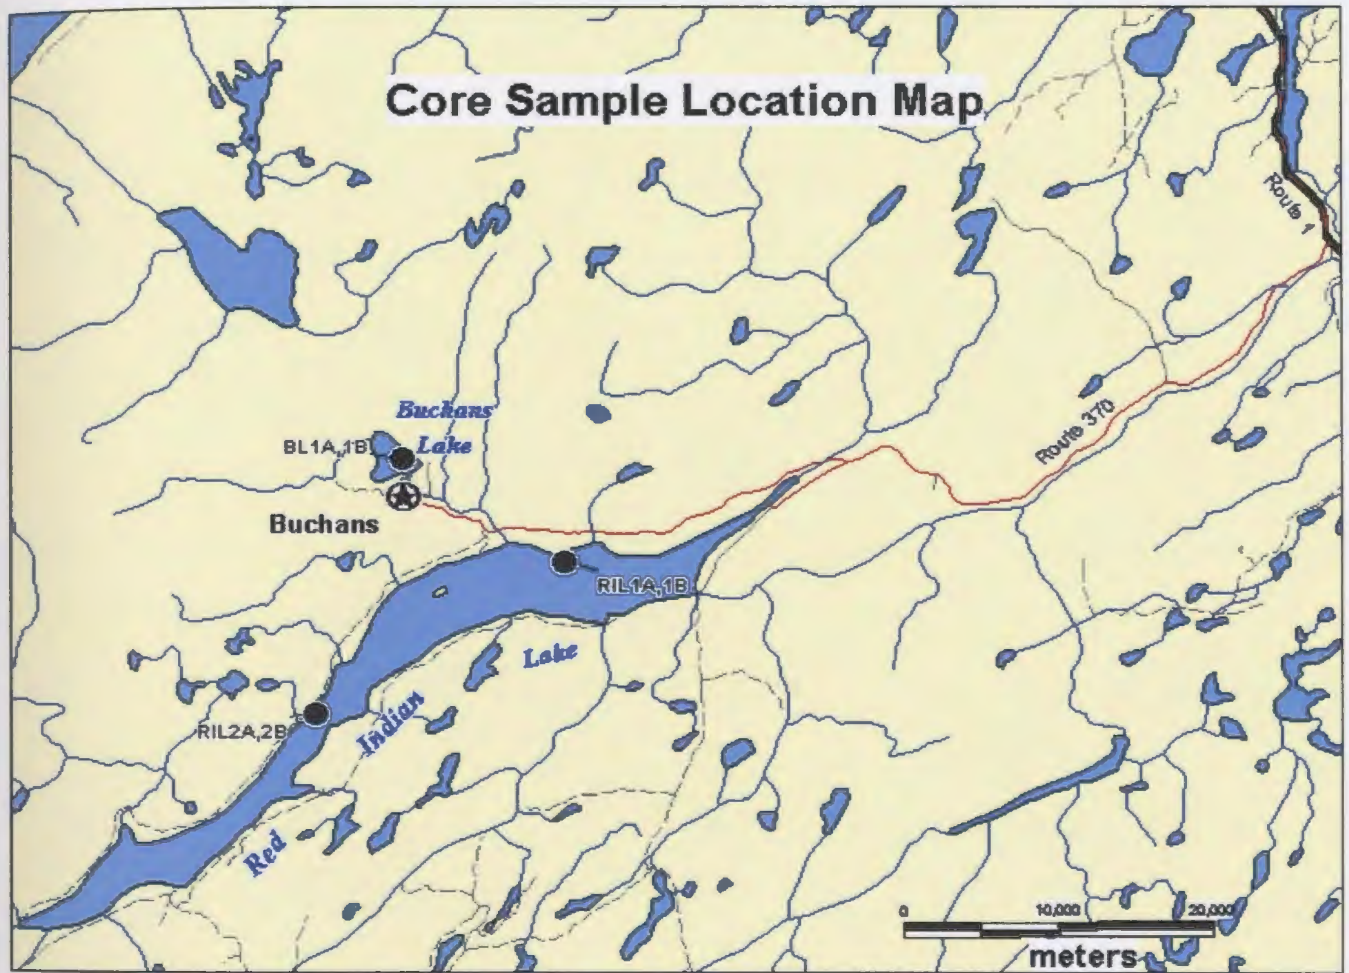 Core Sample Location Map
Route 1
Buchans
Lake
BL1A,1B
Route 370
Buchans
RIL1A,1B
Lake
Indian
RIL2A,2B
Red
0 10,000 20,000
meters